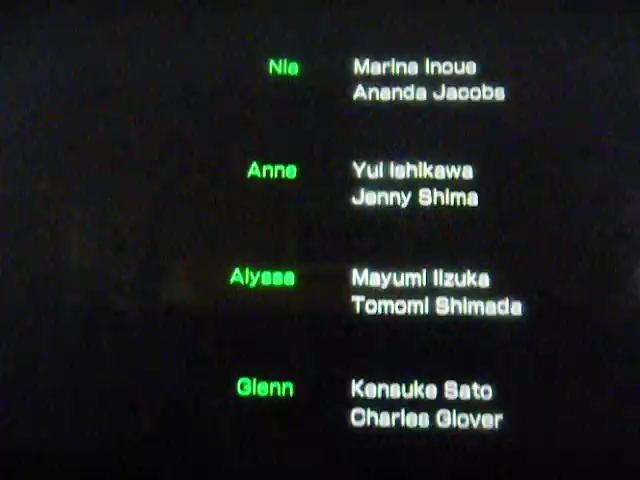 Nia Marina Inoue
Ananda Jacobs
Anne Yui Ishikawa
Jenny Shima
Alyssa Mayumi Iizuka
Tomomi Shimada
Glenn Kensuke Sato
Charles Glover